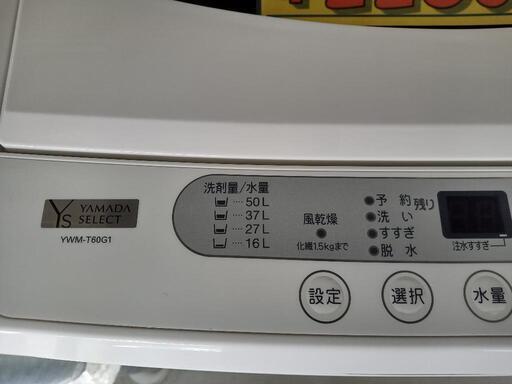 YS YAMADA SELECT
YWM-T60G1
洗剤量/水量
50L
37L
27L
16L
風乾燥
化繊1.5kgまで
予約
洗い
すすぎ
脱水
残り
注水すすぎ
設定
選択
水量